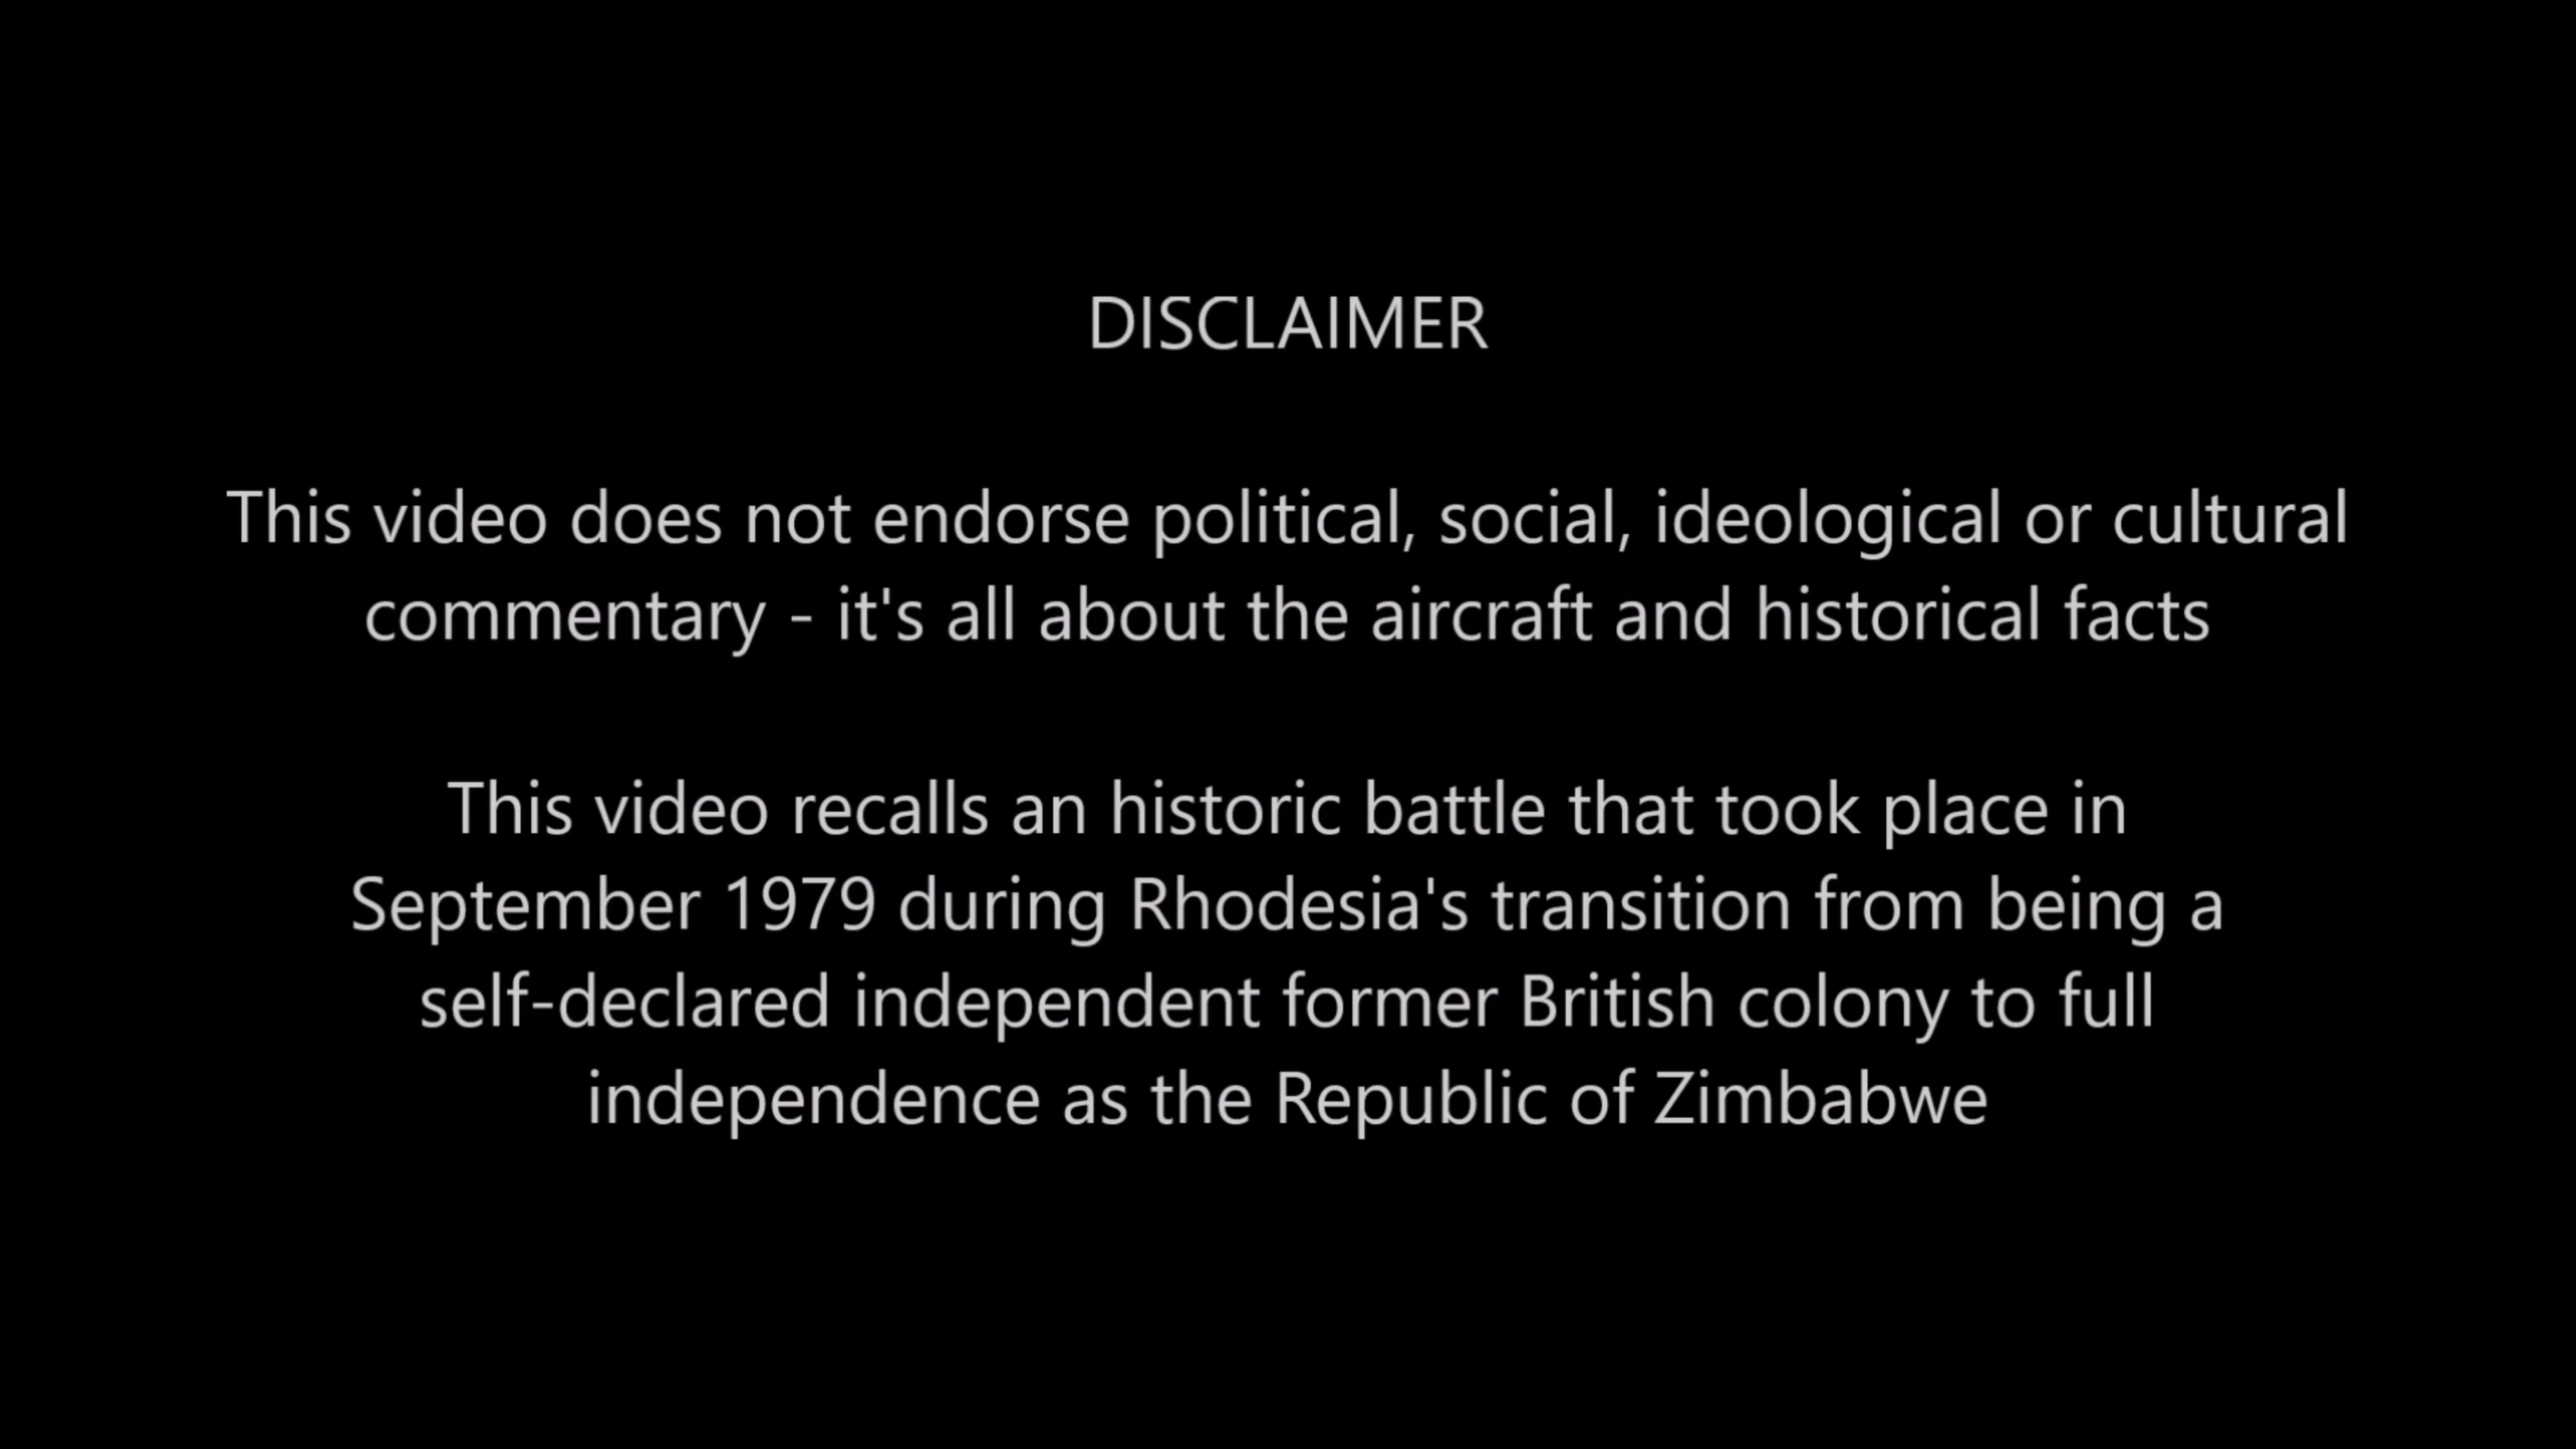 DISCLAIMER
This video does not endorse political, social, ideological or cultural
commentary - it's all about the aircraft and historical facts
This video recalls an historic battle that took place in
September 1979 during Rhodesia's transition from being a
self-declared independent former British colony to full
independence as the Republic of Zimbabwe